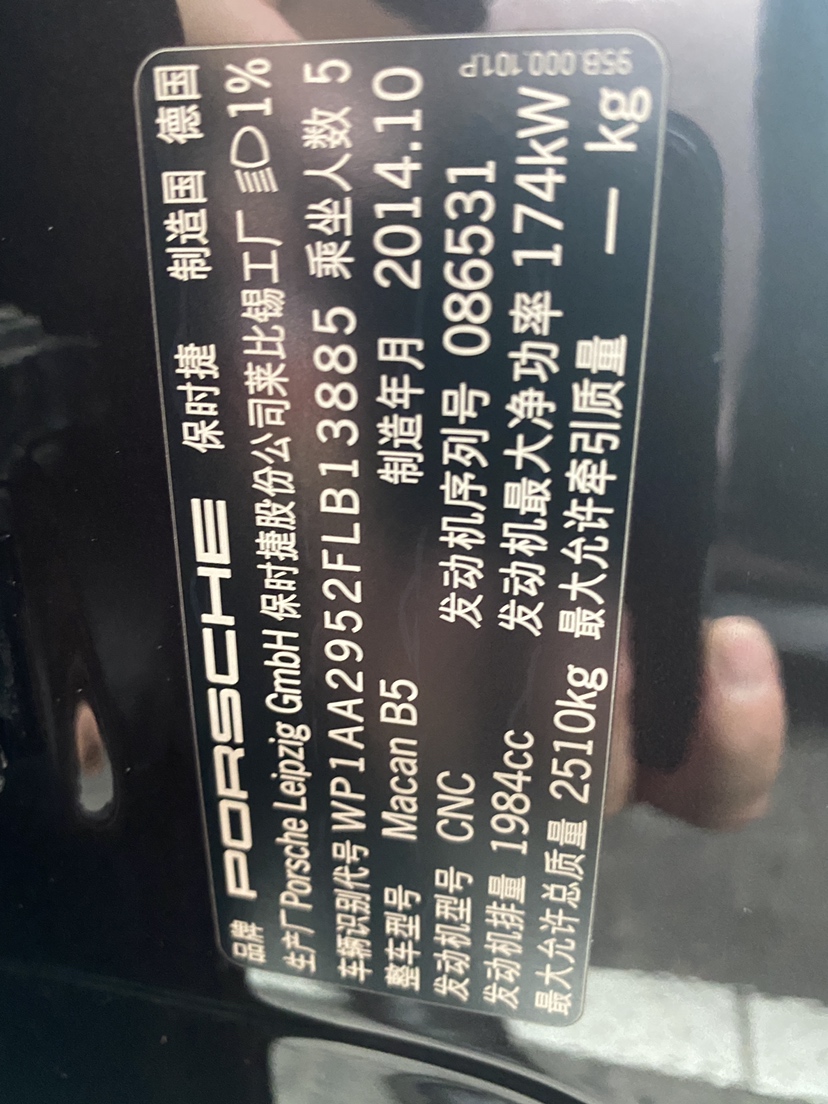 品牌 PORSCHE 保时捷 制造国 德国
生产厂 Porsche Leipzig GmbH 保时捷股份公司莱比锡工厂 1%
车辆识别代号 WP1AA2952FLB13885 乘坐人数 5
整车型号 Macan B5 制造年月 2014.10
发动机型号 CNC 发动机序列号 086531
发动机排量 1984cc 发动机最大净功率 174kW
最大允许总质量 2510kg 最大允许牵引质量 — kg
95B.000.101.P